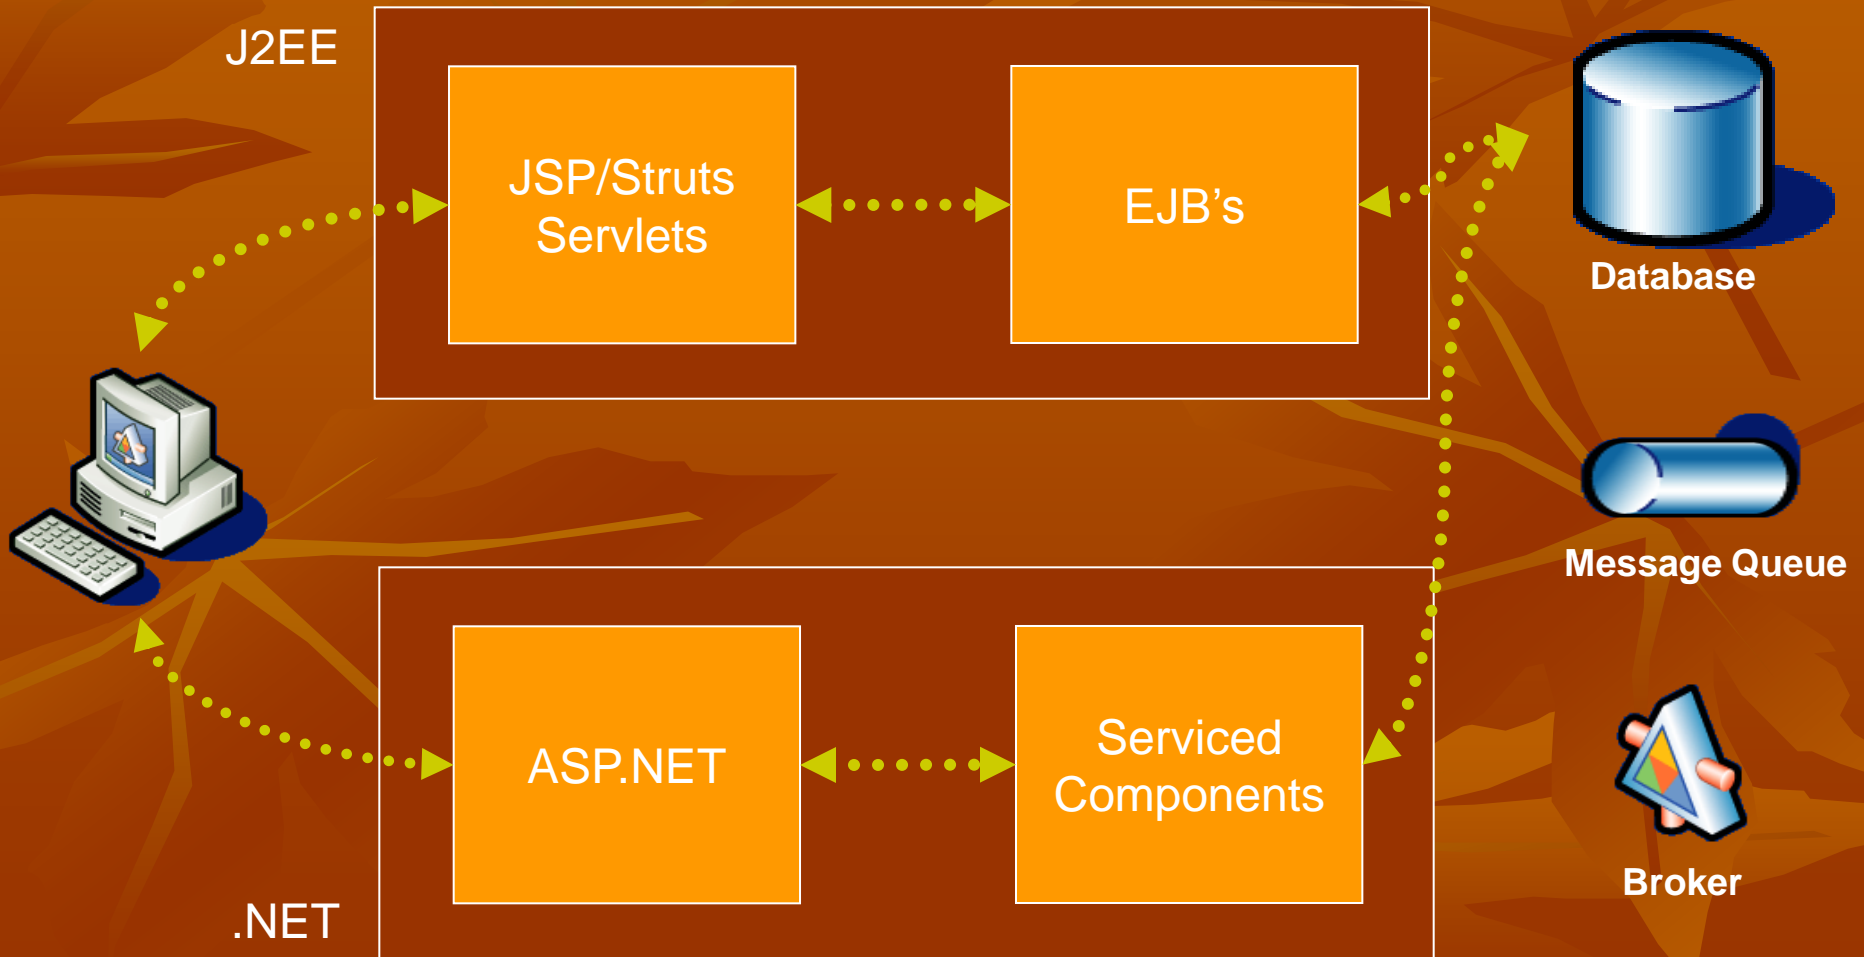 J2EE
JSP/Struts
Servlets
EJB’s
Database
Message Queue
ASP.NET
Serviced
Components
Broker
.NET